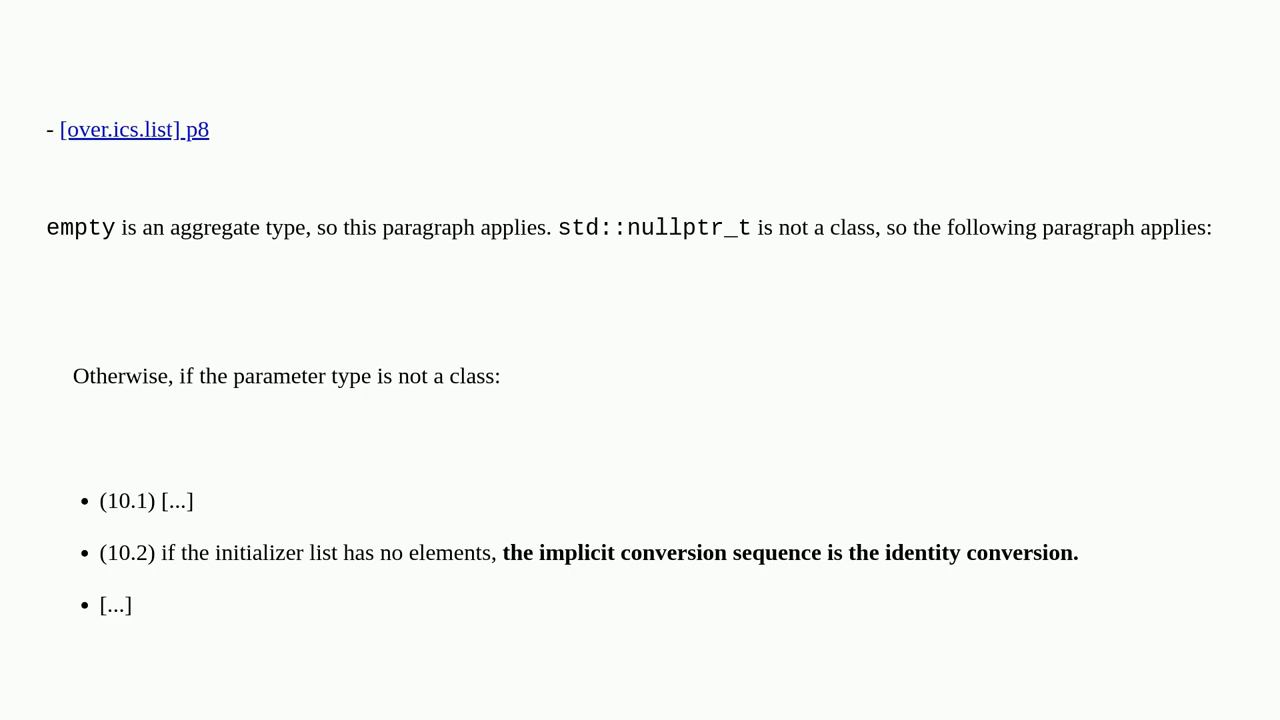 - [over.ics.list] p8
empty is an aggregate type, so this paragraph applies. std::nullptr_t is not a class, so the following paragraph applies:
Otherwise, if the parameter type is not a class:
• (10.1) [...]
• (10.2) if the initializer list has no elements, the implicit conversion sequence is the identity conversion.
• [...]